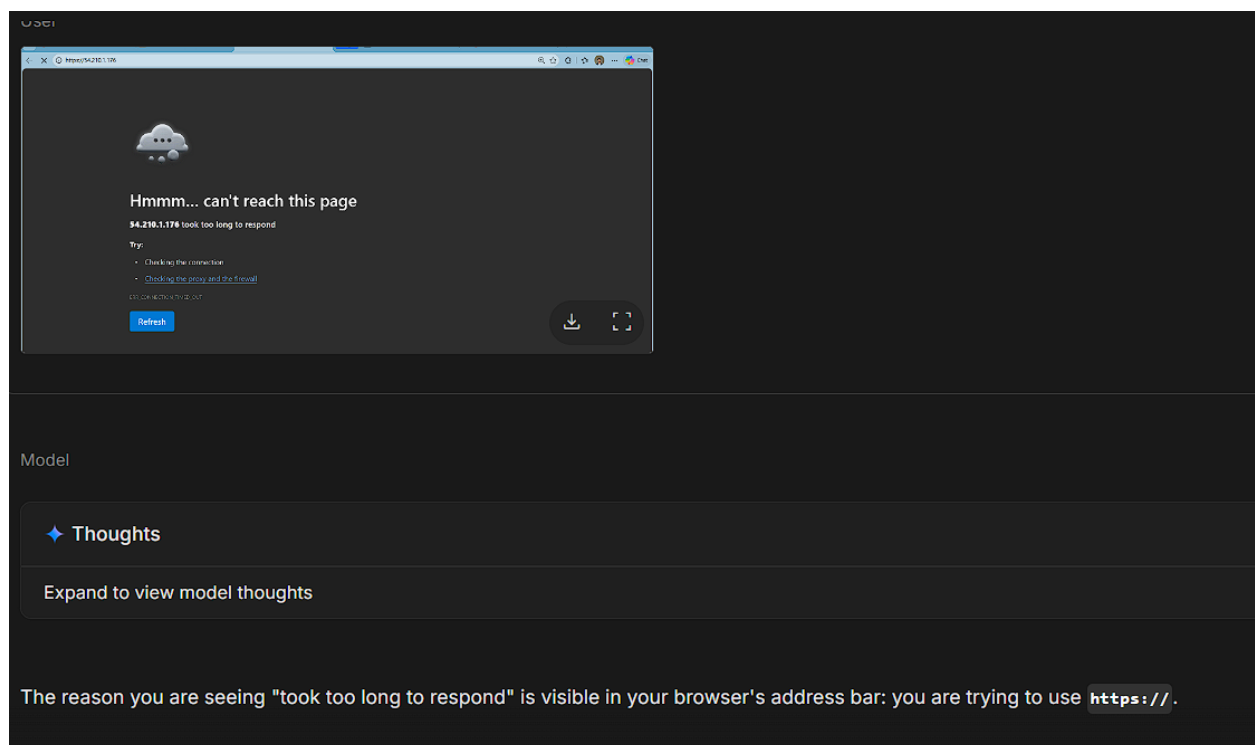 User
https://54.210.1.176
Chat
Hmmm... can't reach this page
54.210.1.176 took too long to respond
Try:
• Checking the connection
• Checking the proxy and the firewall
ERR_CONNECTION_TIMED_OUT
Refresh
Model
Thoughts
Expand to view model thoughts
The reason you are seeing "took too long to respond" is visible in your browser's address bar: you are trying to use https://.